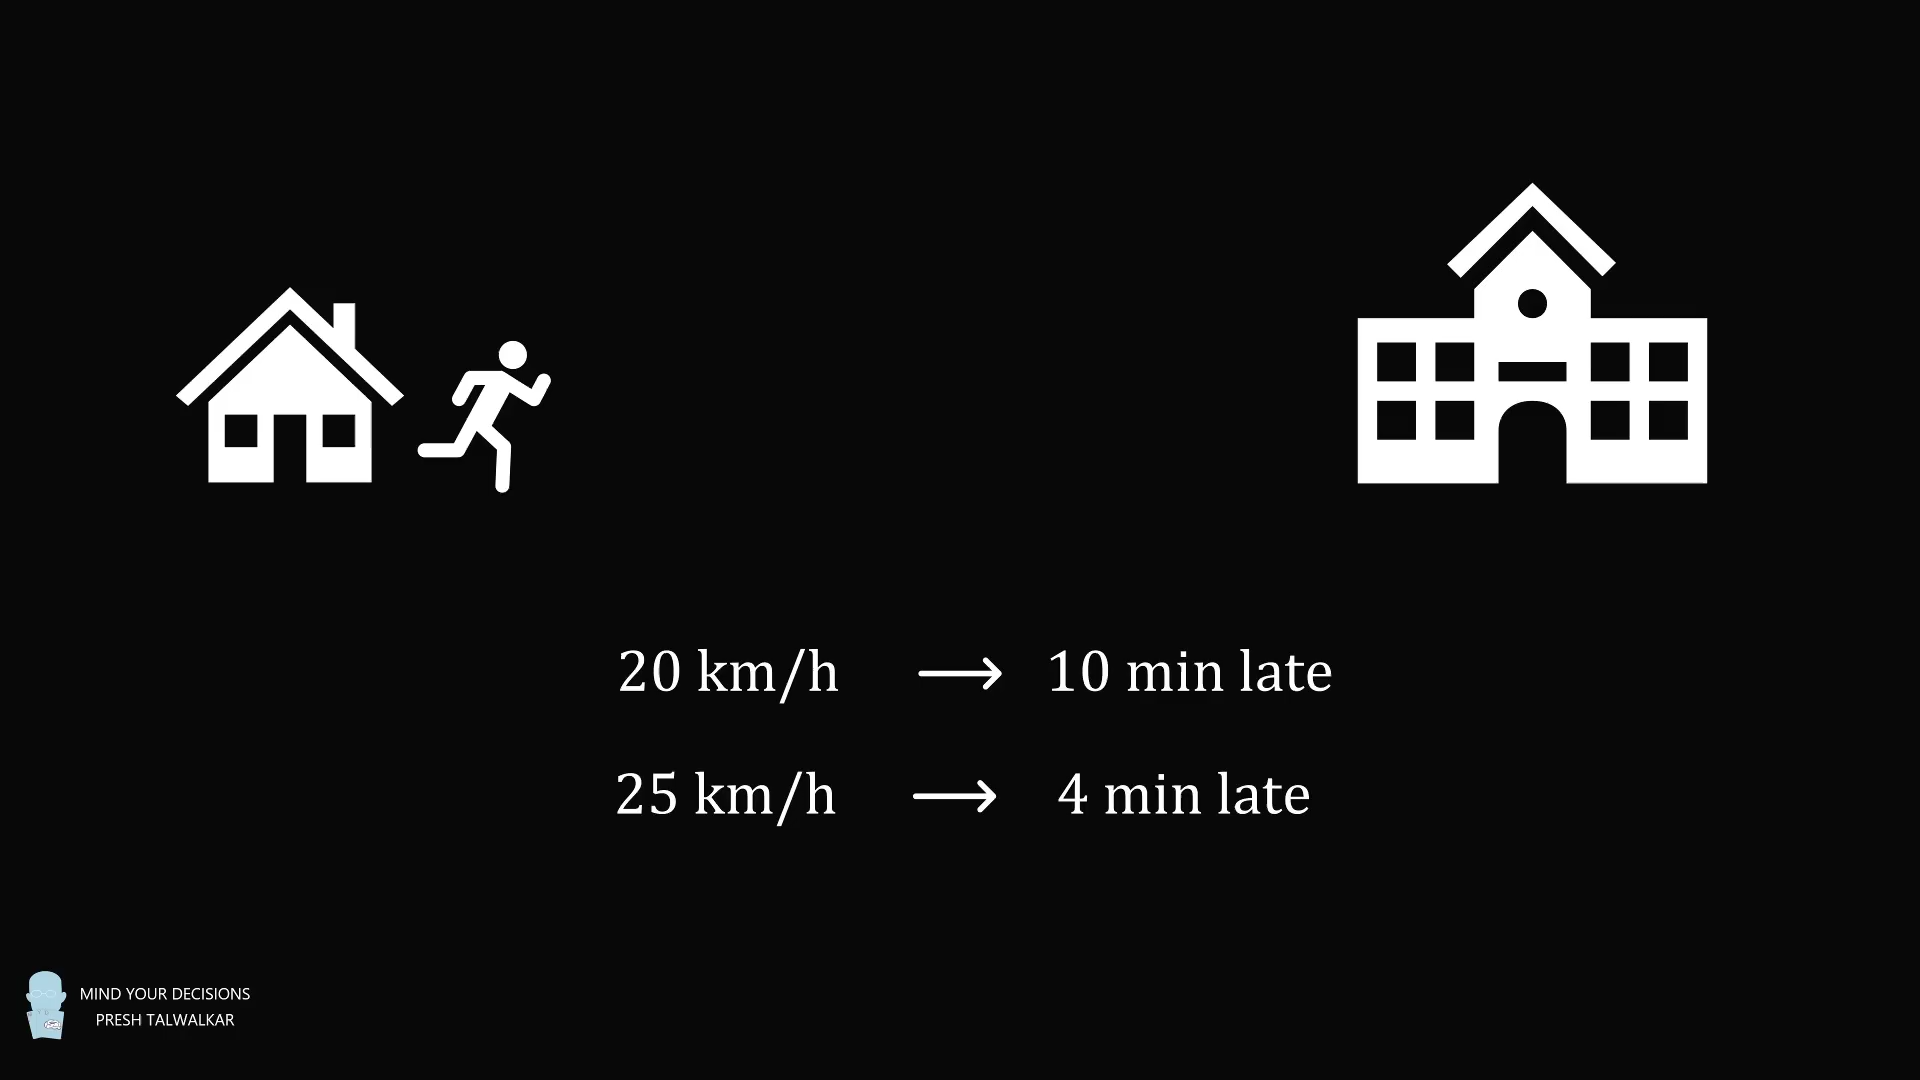 20 km/h → 10 min late
25 km/h → 4 min late
MIND YOUR DECISIONS
PRESH TALWALKAR